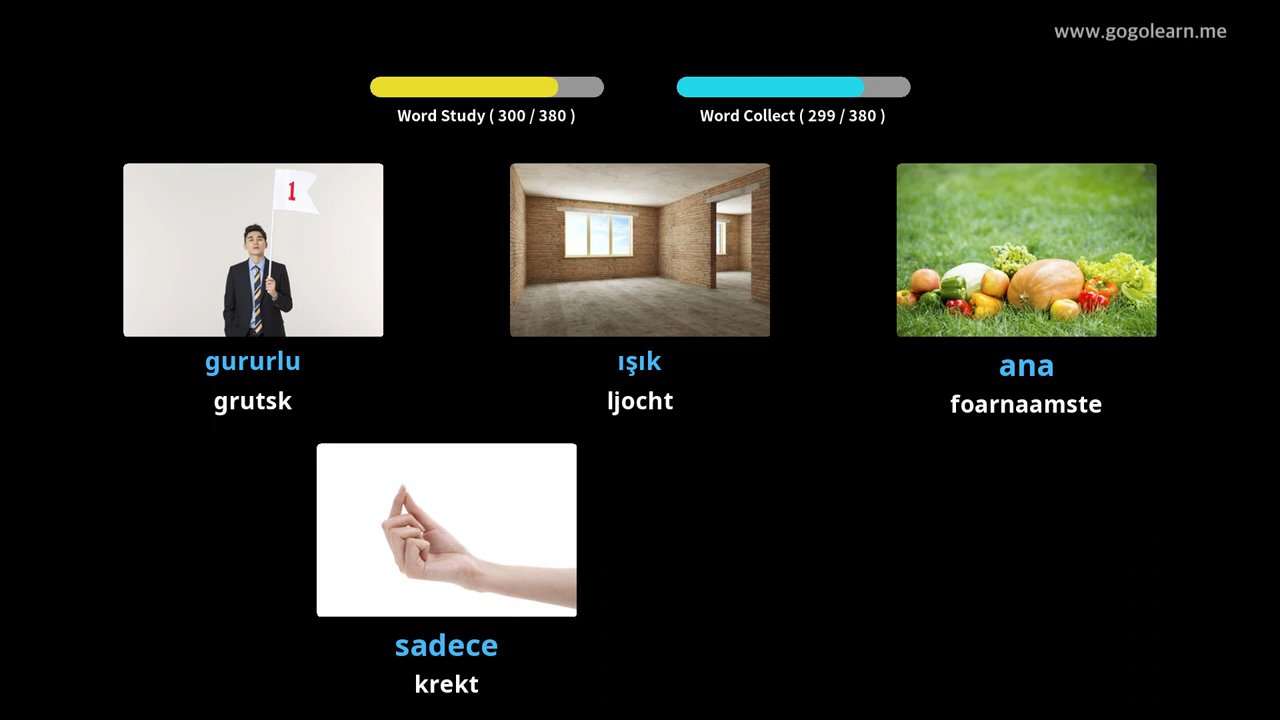 www.gogolearn.me
Word Study ( 300 / 380 )
Word Collect ( 299 / 380 )
1
gururlu
grutsk
ışık
ljocht
ana
foarnaamste
sadece
krekt